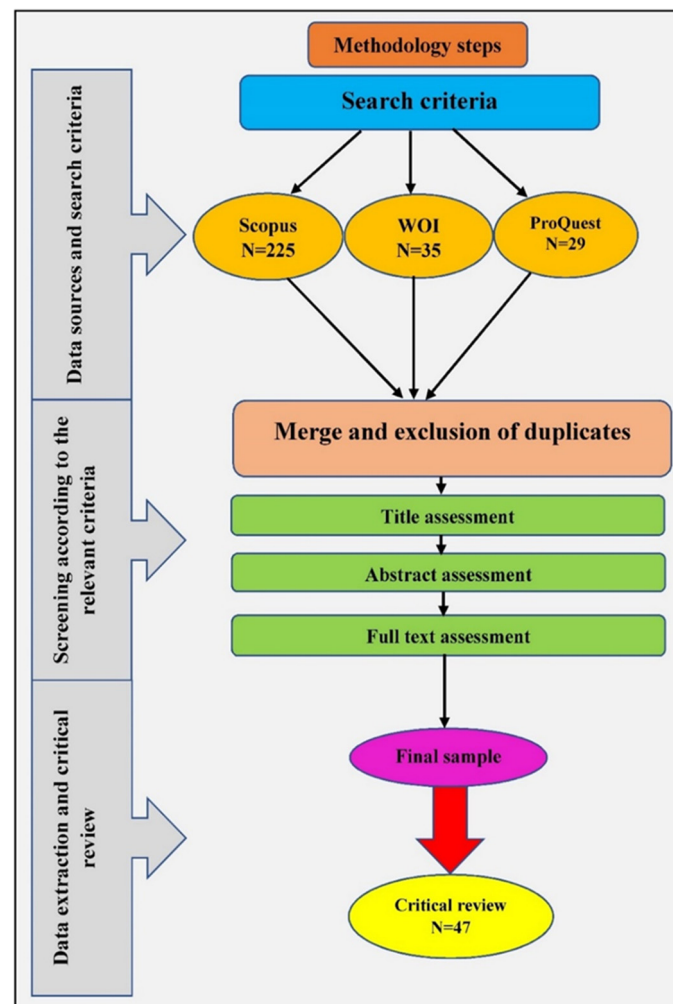 Methodology steps
Search criteria
Data sources and search criteria
Scopus
N=225
WOI
N=35
ProQuest
N=29
Screening according to the
relevant criteria
Merge and exclusion of duplicates
Title assessment
Abstract assessment
Full text assessment
Data extraction and critical
review
Final sample
Critical review
N=47